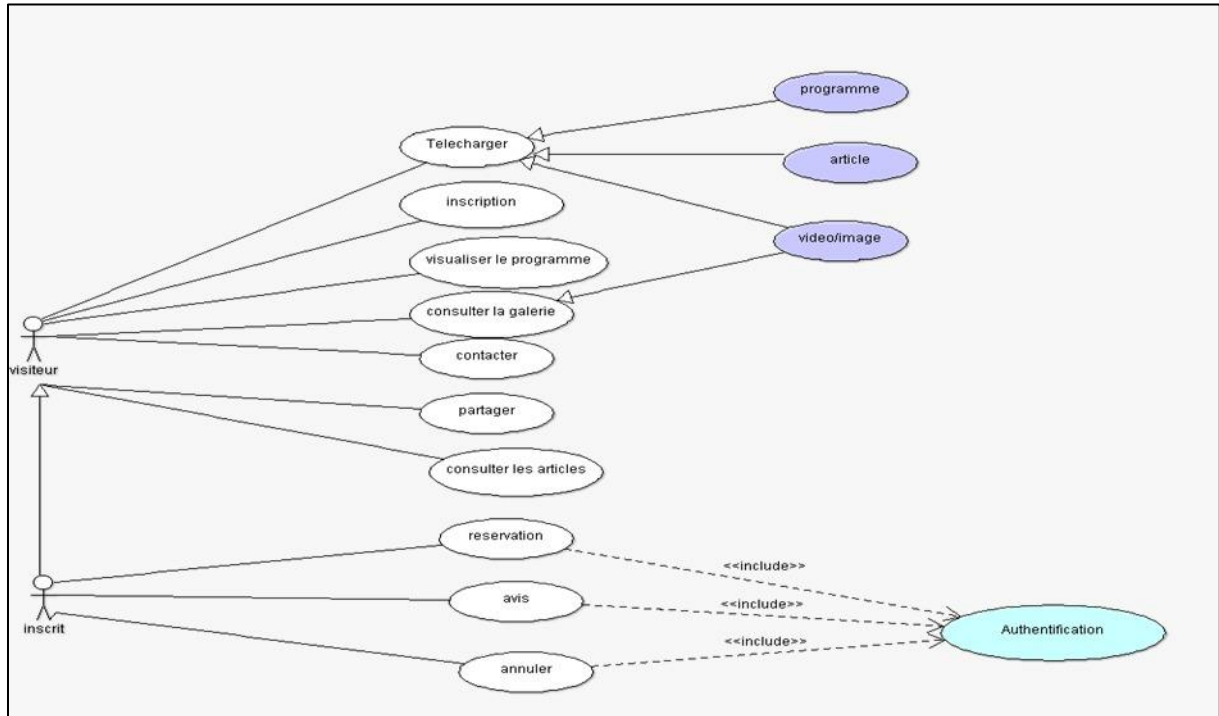 programme
Telecharger
article
inscription
video/image
visualiser le programme
consulter la galerie
contacter
visiteur
partager
consulter les articles
reservation
<<include>>
avis
<<include>>
inscrit
Authentification
<<include>>
annuler